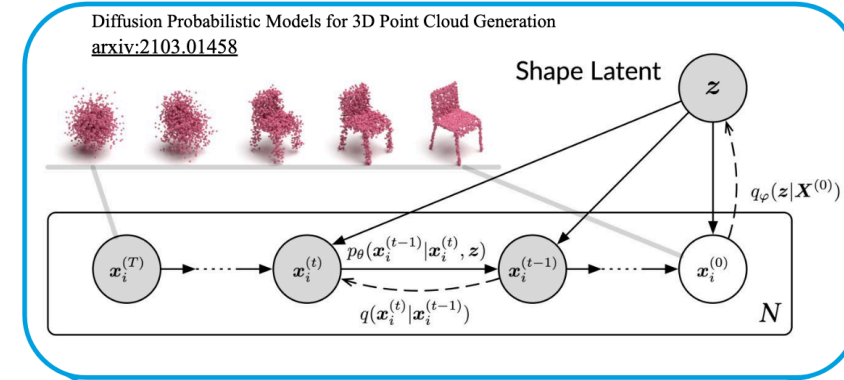 Diffusion Probabilistic Models for 3D Point Cloud Generation
arxiv:2103.01458
Shape Latent
z
q_φ(z|X^(0))
p_θ(x_i^(t-1)|x_i^(t), z)
x_i^(T)
x_i^(t)
x_i^(t-1)
x_i^(0)
q(x_i^(t)|x_i^(t-1))
N